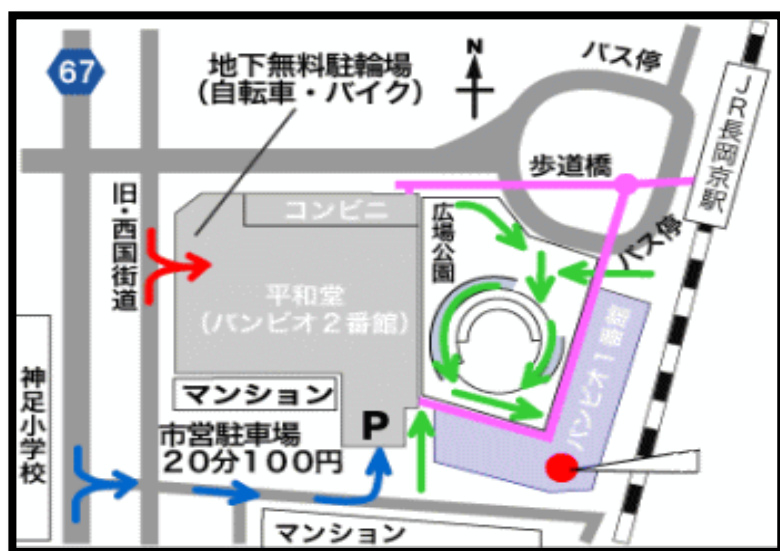 67
地下無料駐輪場
（自転車・バイク）
N
バス停
JR長岡京駅
歩道橋
旧・西国街道
コンビニ
広場公園
バス停
平和堂
（バンビオ２番館）
バンビオ１番館
神足小学校
マンション
P
市営駐車場
２０分１００円
マンション